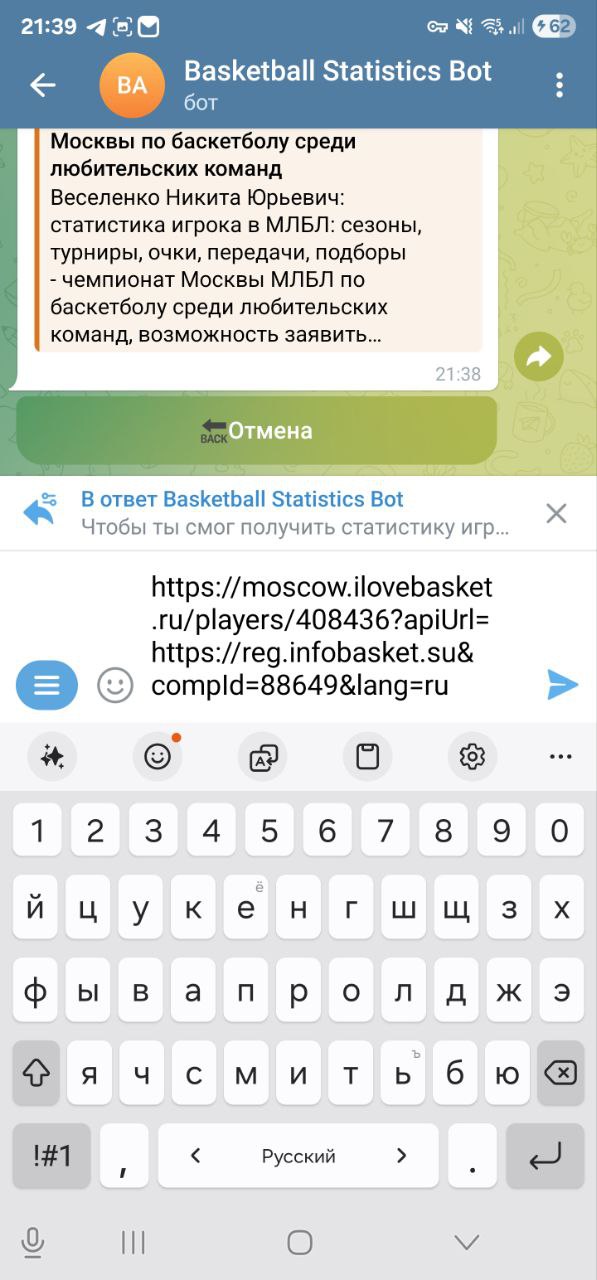 21:39
62
BA
Basketball Statistics Bot
бот
Москвы по баскетболу среди
любительских команд
Веселенко Никита Юрьевич:
статистика игрока в МЛБЛ: сезоны,
турниры, очки, передачи, подборы
- чемпионат Москвы МЛБЛ по
баскетболу среди любительских
команд, возможность заявить...
21:38
BACK Отмена
В ответ Basketball Statistics Bot
Чтобы ты смог получить статистику игр...
https://moscow.ilovebasket
.ru/players/408436?apiUrl=
https://reg.infobasket.su&
compId=88649&lang=ru
1 2 3 4 5 6 7 8 9 0
й ц у к е ё н г ш щ з х
ф ы в а п р о л д ж э
я ч с м и т ь ъ б ю
!#1 , < Русский > .